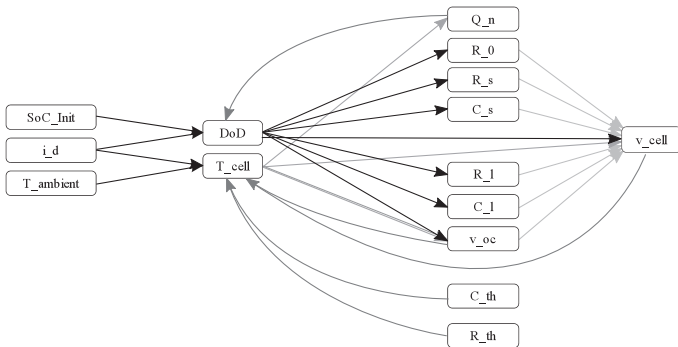 Q_n
R_0
R_s
C_s
SoC_Init
DoD
i_d
v_cell
T_cell
T_ambient
R_l
C_l
v_oc
C_th
R_th